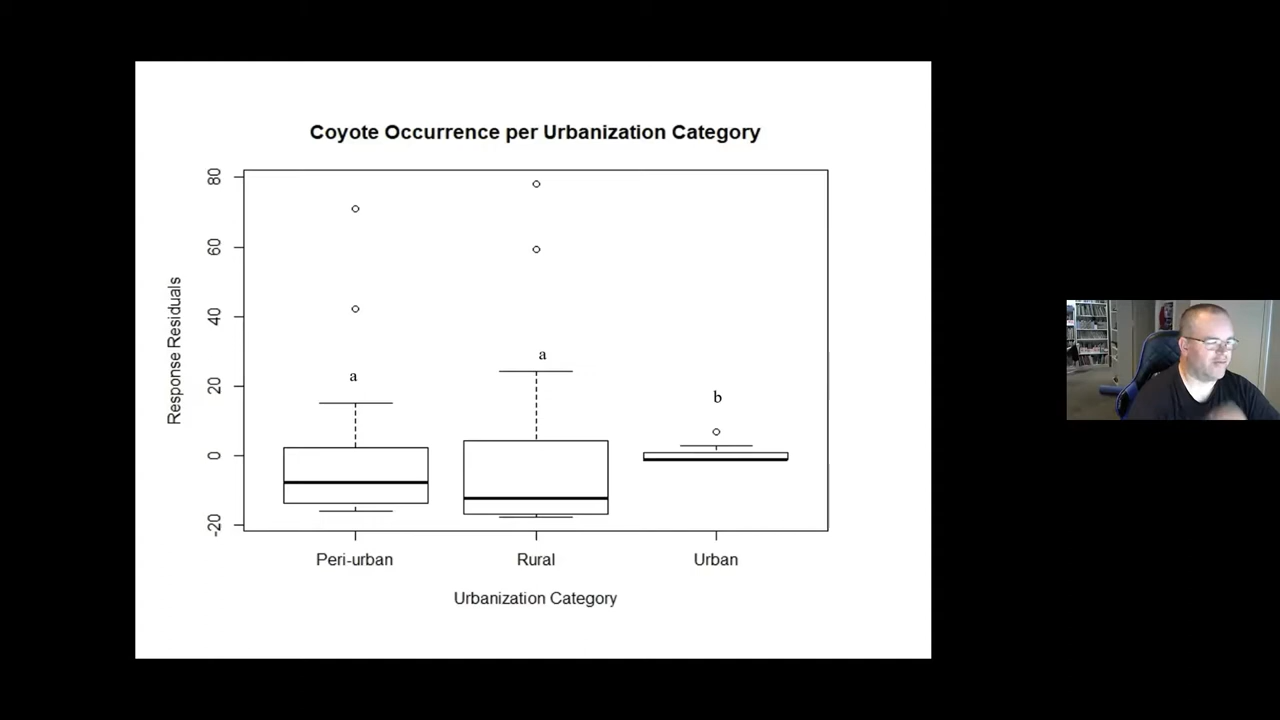 Coyote Occurrence per Urbanization Category
80
60
40
20
0
-20
Response Residuals
a
a
b
Peri-urban
Rural
Urban
Urbanization Category